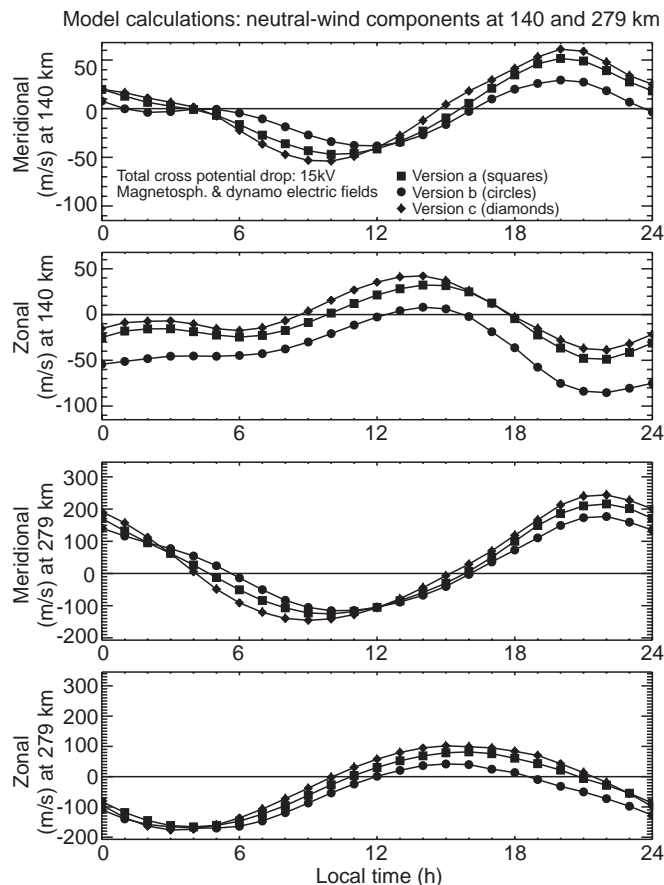 Model calculations: neutral-wind components at 140 and 279 km
Meridional
(m/s) at 140 km
50
0
-50
-100
Total cross potential drop: 15kV
Magnetosph. & dynamo electric fields
Version a (squares)
Version b (circles)
Version c (diamonds)
0 6 12 18 24
Zonal
(m/s) at 140 km
50
0
-50
-100
0 6 12 18 24
Meridional
(m/s) at 279 km
300
200
100
0
-100
-200
0 6 12 18 24
Zonal
(m/s) at 279 km
300
200
100
0
-100
-200
0 6 12 18 24
Local time (h)